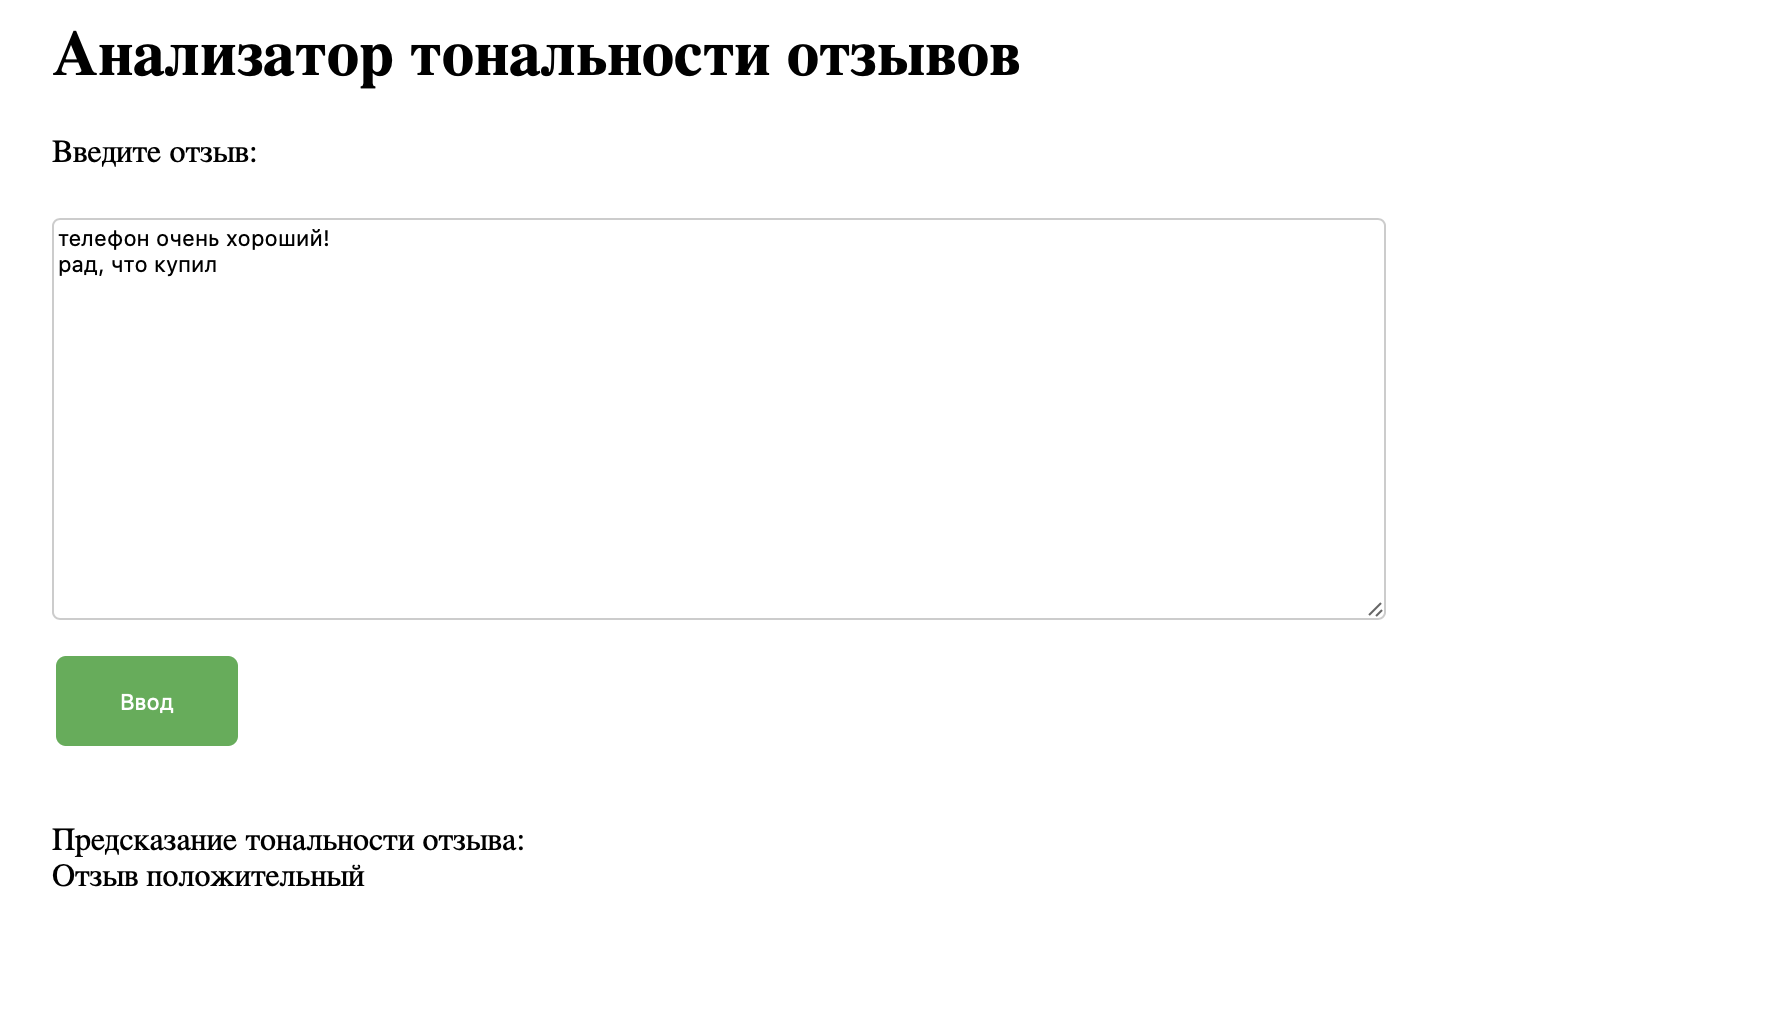 Анализатор тональности отзывов
Введите отзыв:
телефон очень хороший!
рад, что купил
Ввод
Предсказание тональности отзыва:
Отзыв положительный